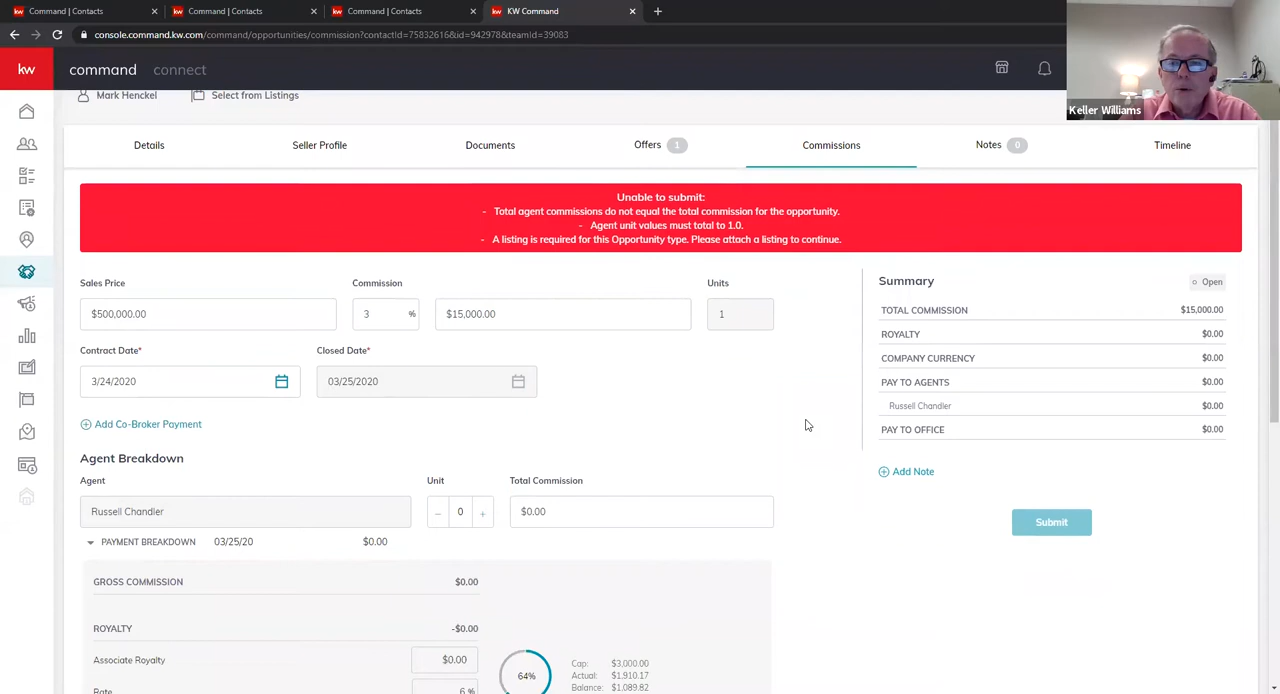 Command | Contacts
Command | Contacts
Command | Contacts
KW Command
console.command.kw.com/command/opportunities/commission?contactId=75832616&id=942978&teamId=39083
kw
command connect
Keller Williams
Mark Henckel Select from Listings
Details Seller Profile Documents Offers 1 Commissions Notes 0 Timeline
Unable to submit:
- Total agent commissions do not equal the total commission for the opportunity.
- Agent unit values must total to 1.0.
- A listing is required for this Opportunity type. Please attach a listing to continue.
Sales Price Commission Units
$500,000.00 3 % $15,000.00 1
Contract Date* Closed Date*
3/24/2020 03/25/2020
Add Co-Broker Payment
Agent Breakdown
Agent Unit Total Commission
Russell Chandler − 0 + $0.00
PAYMENT BREAKDOWN 03/25/20 $0.00
GROSS COMMISSION $0.00
ROYALTY -$0.00
Associate Royalty $0.00
Rate 6 %
64%
Cap: $3,000.00
Actual: $1,910.17
Balance: $1,089.82
Summary Open
TOTAL COMMISSION $15,000.00
ROYALTY $0.00
COMPANY CURRENCY $0.00
PAY TO AGENTS $0.00
Russell Chandler $0.00
PAY TO OFFICE $0.00
Add Note
Submit